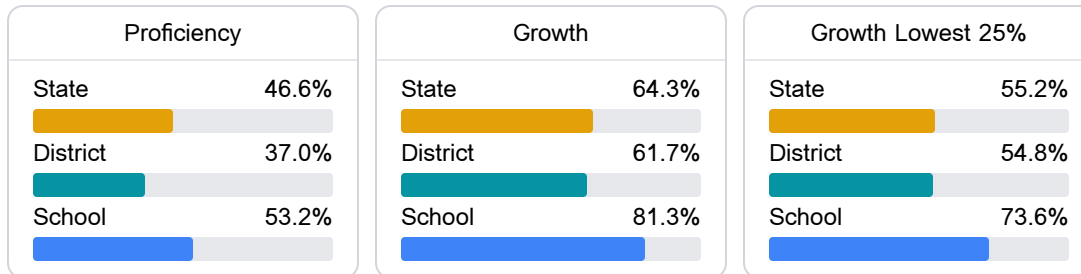 Proficiency
State 46.6%
District 37.0%
School 53.2%
Growth
State 64.3%
District 61.7%
School 81.3%
Growth Lowest 25%
State 55.2%
District 54.8%
School 73.6%